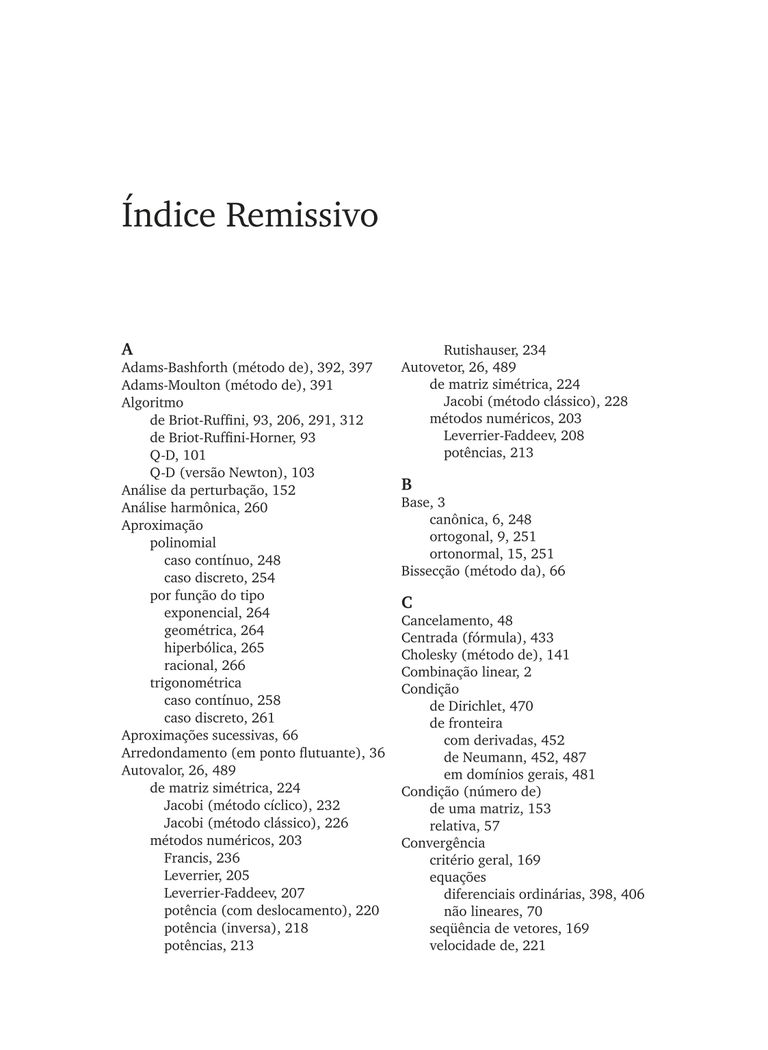 Índice Remissivo
A
Adams-Bashforth (método de), 392, 397
Adams-Moulton (método de), 391
Algoritmo
de Briot-Ruffini, 93, 206, 291, 312
de Briot-Ruffini-Horner, 93
Q-D, 101
Q-D (versão Newton), 103
Análise da perturbação, 152
Análise harmônica, 260
Aproximação
polinomial
caso contínuo, 248
caso discreto, 254
por função do tipo
exponencial, 264
geométrica, 264
hiperbólica, 265
racional, 266
trigonométrica
caso contínuo, 258
caso discreto, 261
Aproximações sucessivas, 66
Arredondamento (em ponto flutuante), 36
Autovalor, 26, 489
de matriz simétrica, 224
Jacobi (método cíclico), 232
Jacobi (método clássico), 226
métodos numéricos, 203
Francis, 236
Leverrier, 205
Leverrier-Faddeev, 207
potência (com deslocamento), 220
potência (inversa), 218
potências, 213
Rutishauser, 234
Autovetor, 26, 489
de matriz simétrica, 224
Jacobi (método clássico), 228
métodos numéricos, 203
Leverrier-Faddeev, 208
potências, 213
B
Base, 3
canônica, 6, 248
ortogonal, 9, 251
ortonormal, 15, 251
Bissecção (método da), 66
C
Cancelamento, 48
Centrada (fórmula), 433
Cholesky (método de), 141
Combinação linear, 2
Condição
de Dirichlet, 470
de fronteira
com derivadas, 452
de Neumann, 452, 487
em domínios gerais, 481
Condição (número de)
de uma matriz, 153
relativa, 57
Convergência
critério geral, 169
equações
diferenciais ordinárias, 398, 406
não lineares, 70
seqüência de vetores, 169
velocidade de, 221